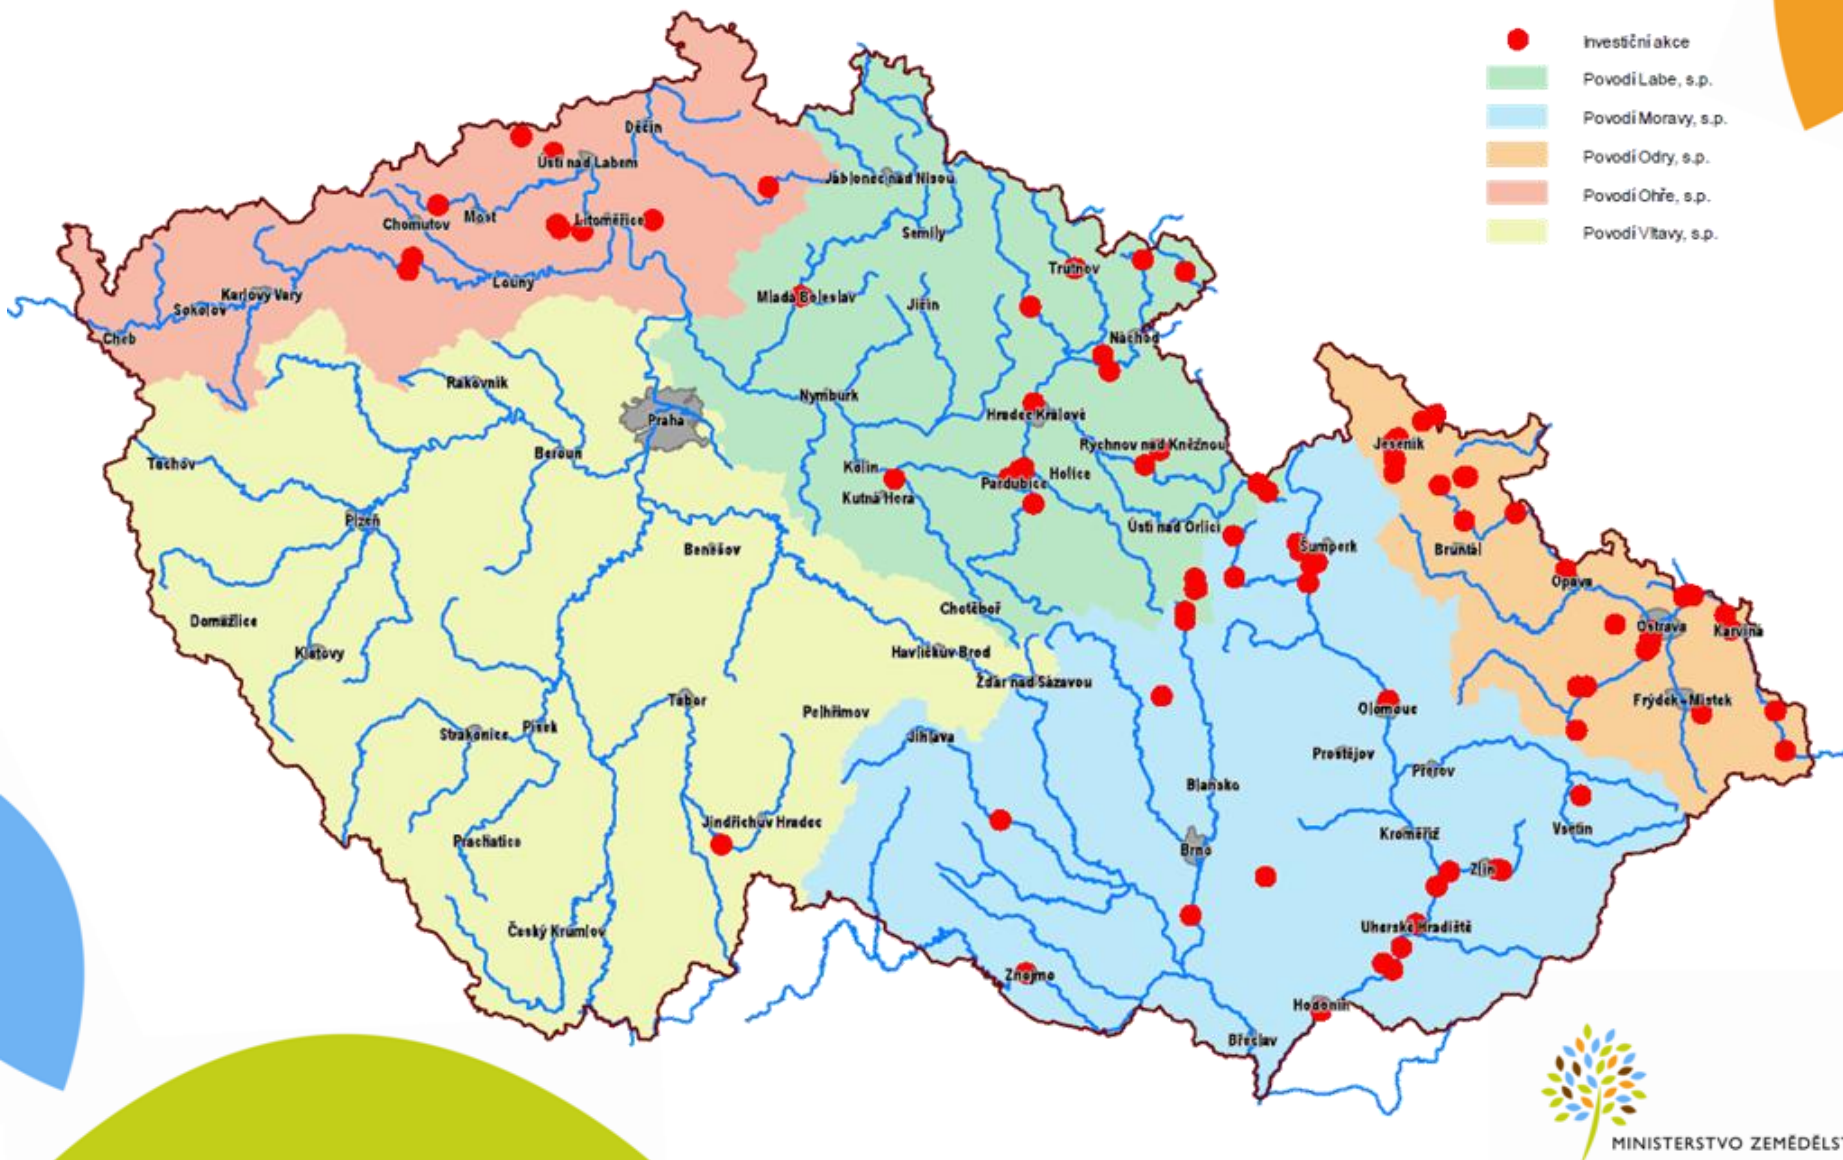 Investiční akce
Povodí Labe, s.p.
Povodí Moravy, s.p.
Povodí Odry, s.p.
Povodí Ohře, s.p.
Povodí Vltavy, s.p.
Děčín
Ústí nad Labem
Jablonec nad Nisou
Chomutov
Most
Litoměřice
Semily
Trutnov
Karlovy Vary
Sokolov
Louny
Mladá Boleslav
Jičín
Cheb
Náchod
Rakovník
Nymburk
Praha
Hradec Králové
Rychnov nad Kněžnou
Jeseník
Tachov
Beroun
Kolín
Pardubice
Holice
Kutná Hora
Plzeň
Ústí nad Orlicí
Benešov
Šumperk
Bruntál
Opava
Domažlice
Chotěboř
Ostrava
Karviná
Klatovy
Havlíčkův Brod
Žďár nad Sázavou
Tábor
Pelhřimov
Olomouc
Frýdek-Místek
Strakonice
Písek
Jihlava
Prostějov
Přerov
Blansko
Jindřichův Hradec
Prachatice
Kroměříž
Vsetín
Brno
Zlín
Český Krumlov
Uherské Hradiště
Znojmo
Hodonín
Břeclav
MINISTERSTVO ZEMĚDĚLST